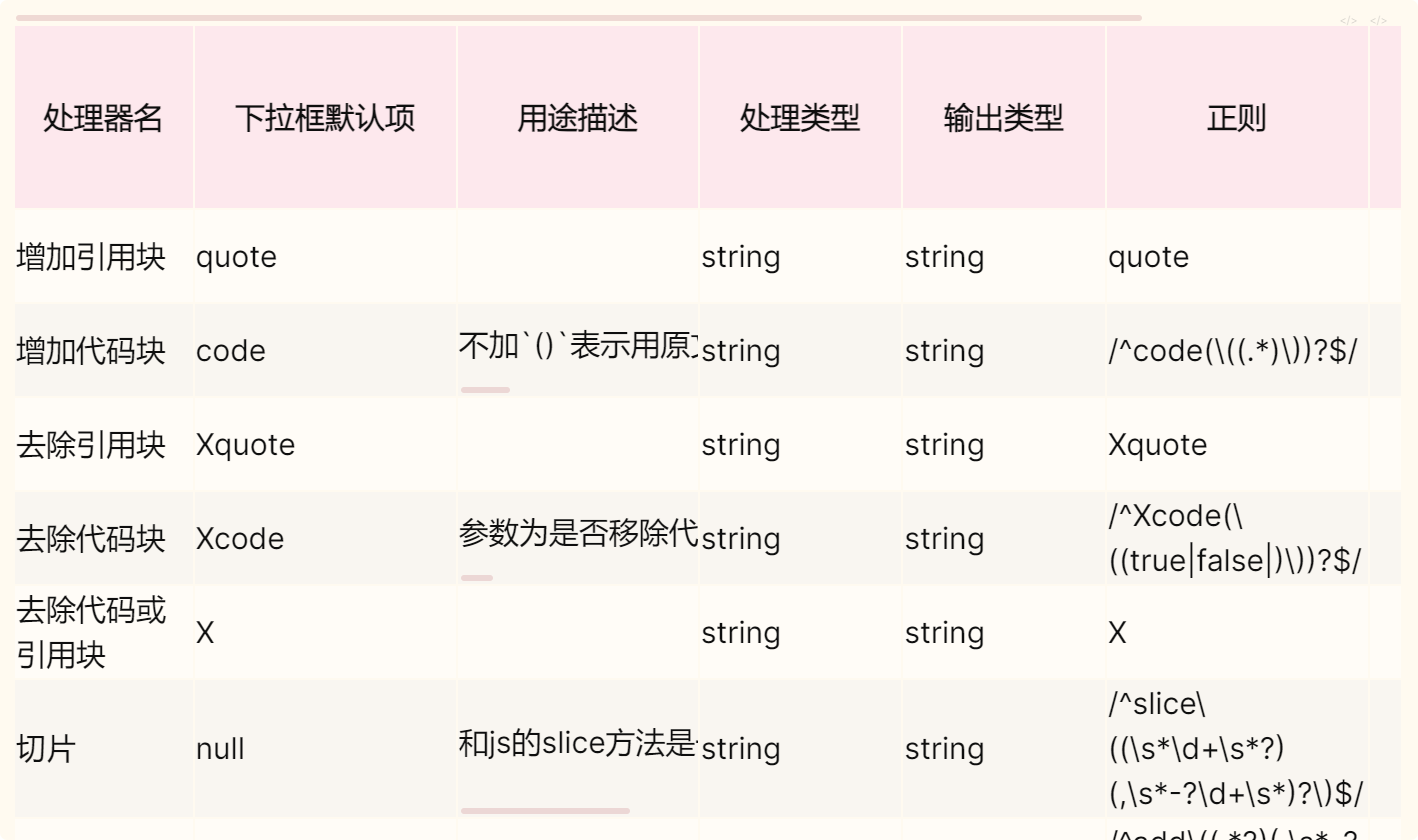 </> </>
处理器名 下拉框默认项 用途描述 处理类型 输出类型 正则
增加引用块 quote string string quote
增加代码块 code 不加`()`表示用原 string string /^code(\((.*)\))?$/
去除引用块 Xquote string string Xquote
去除代码块 Xcode 参数为是否移除代 string string /^Xcode(\
((true|false|)\))?$/
去除代码或
引用块 X string string X
切片 null 和js的slice方法是 string string /^slice\
((\s*\d+\s*?)
(,\s*-?\d+\s*)?\)$/